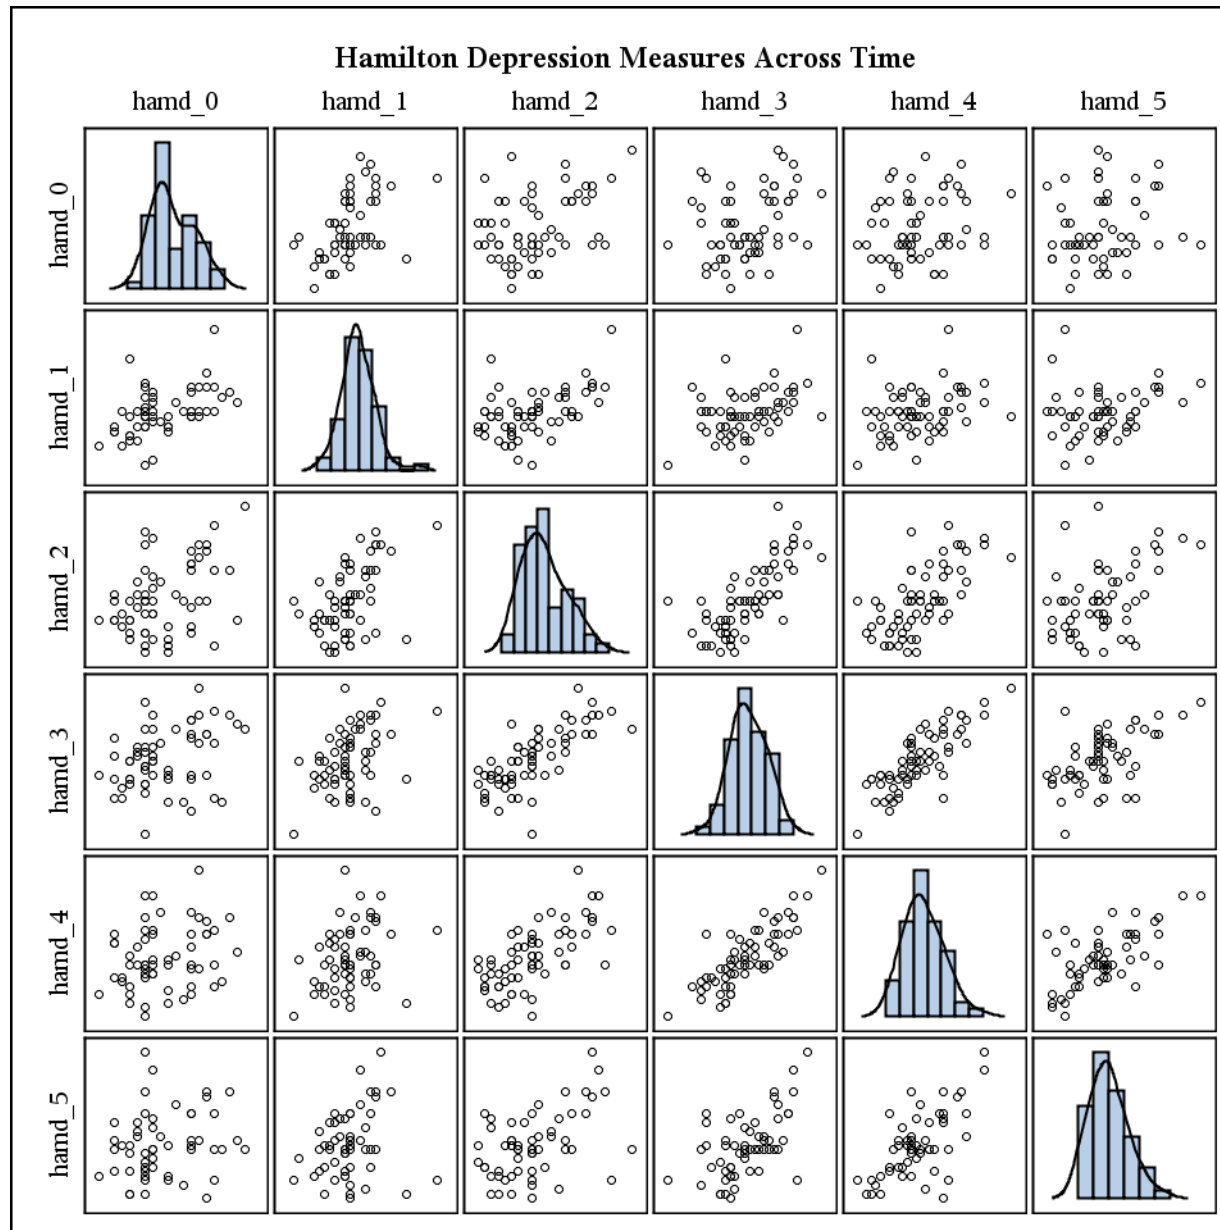 Hamilton Depression Measures Across Time
hamd_0 hamd_1 hamd_2 hamd_3 hamd_4 hamd_5
hamd_0
hamd_1
hamd_2
hamd_3
hamd_4
hamd_5